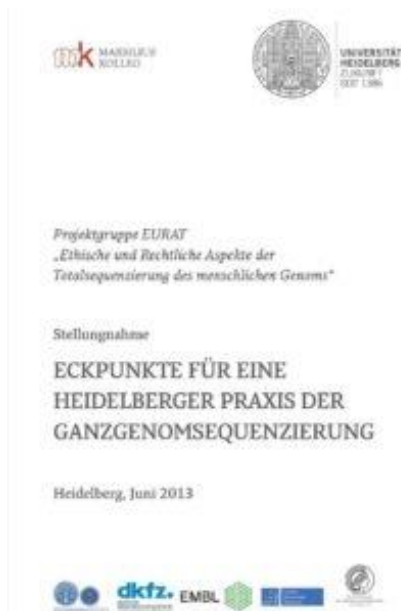 mk MARSILIUS
KOLLEG
UNIVERSITÄT
HEIDELBERG
ZUKUNFT
SEIT 1386
Projektgruppe EURAT
„Ethische und Rechtliche Aspekte der
Totalsequenzierung des menschlichen Genoms“
Stellungnahme
ECKPUNKTE FÜR EINE
HEIDELBERGER PRAXIS DER
GANZGENOMSEQUENZIERUNG
Heidelberg, Juni 2013
dkfz. EMBL